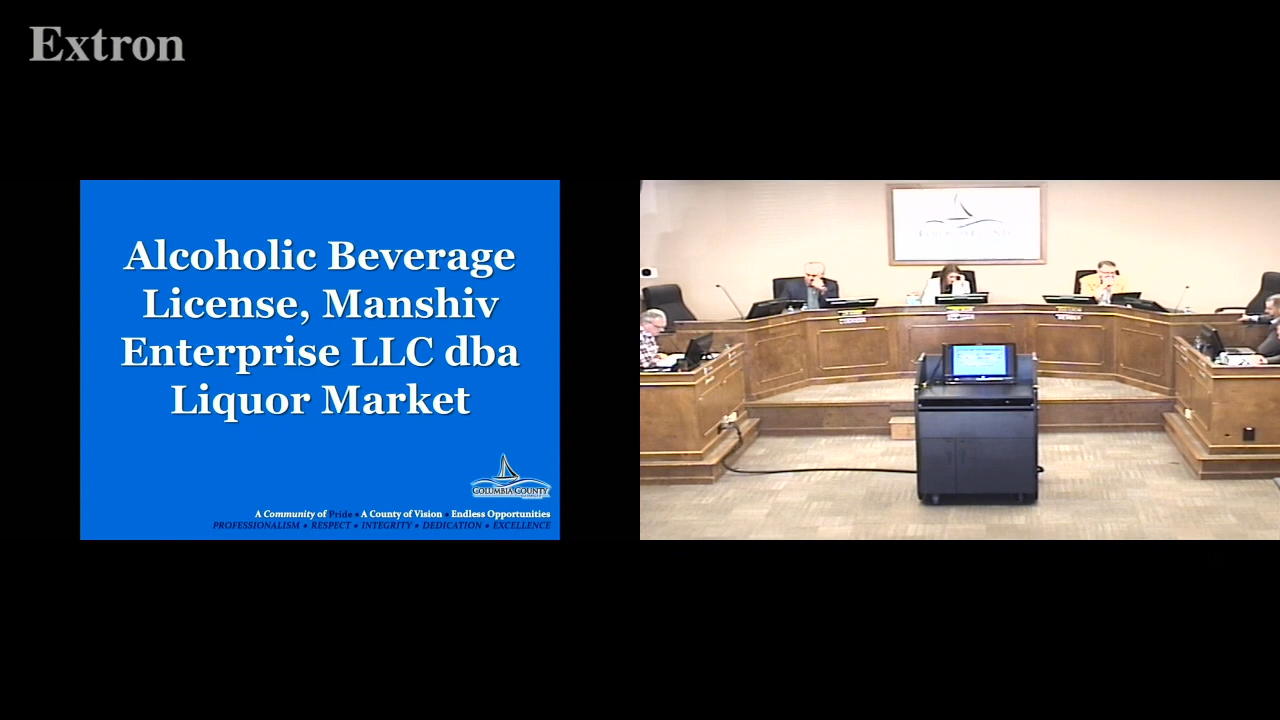 Extron
Alcoholic Beverage
License, Manshiv
Enterprise LLC dba
Liquor Market
COLUMBIA COUNTY
A Community of Pride • A County of Vision • Endless Opportunities
PROFESSIONALISM • RESPECT • INTEGRITY • DEDICATION • EXCELLENCE